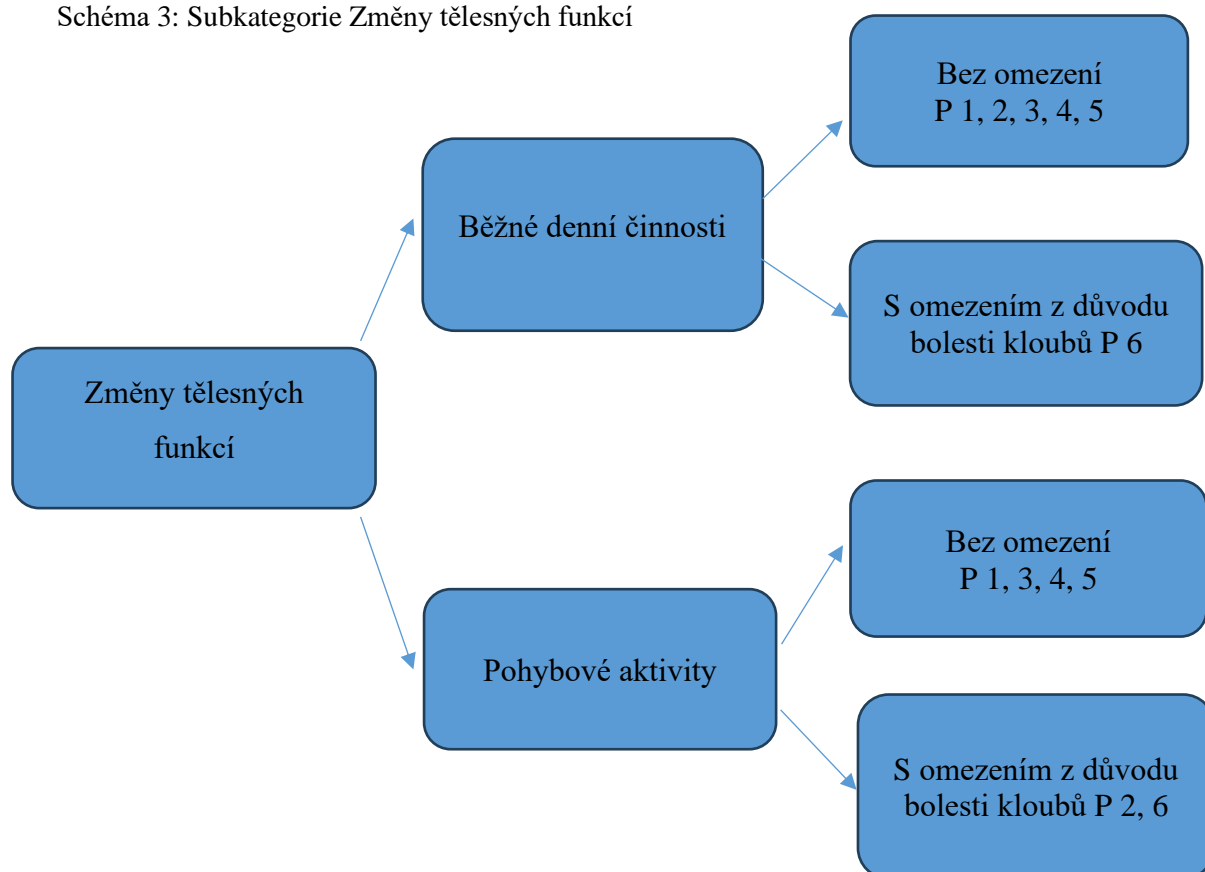 Schéma 3: Subkategorie Změny tělesných funkcí
Změny tělesných
funkcí
Běžné denní činnosti
Bez omezení
P 1, 2, 3, 4, 5
S omezením z důvodu
bolesti kloubů P 6
Pohybové aktivity
Bez omezení
P 1, 3, 4, 5
S omezením z důvodu
bolesti kloubů P 2, 6